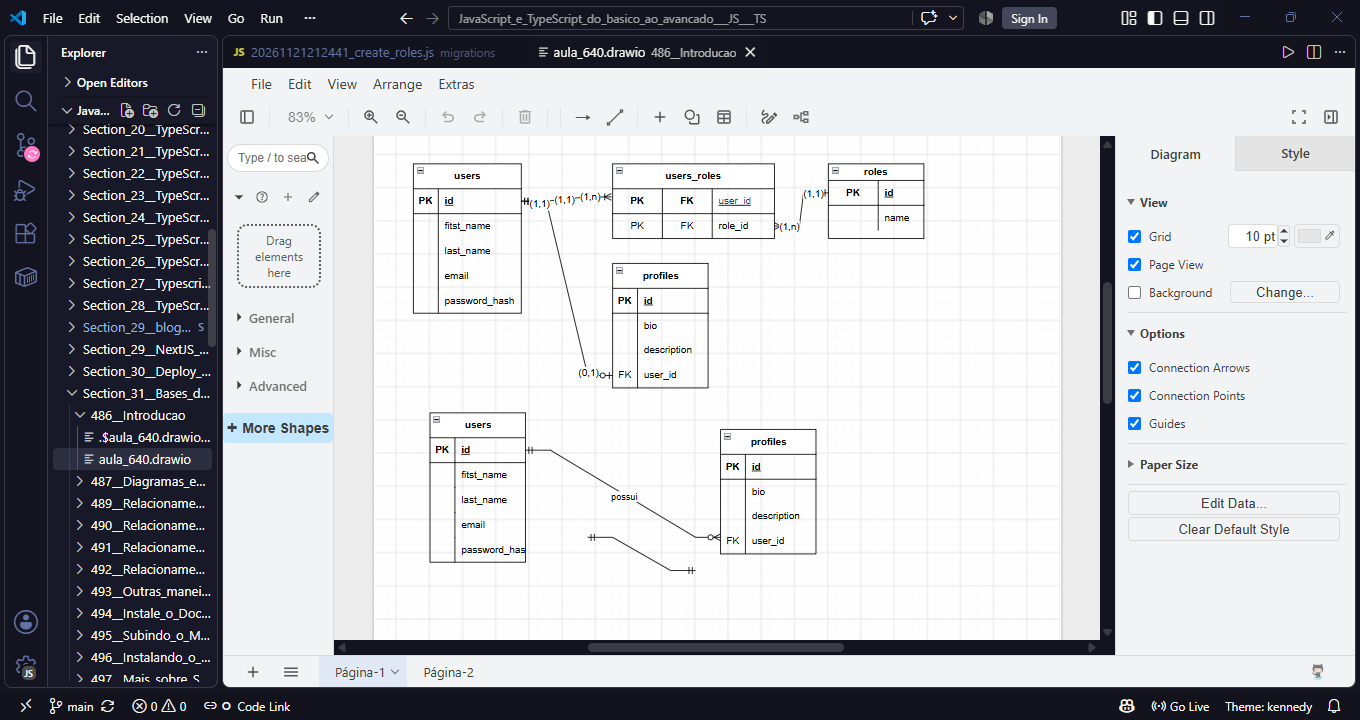 File Edit Selection View Go Run ···
JavaScript_e_TypeScript_do_basico_ao_avancado___JS__TS
Sign In
Explorer
JS 20261121212441_create_roles.js migrations
aula_640.drawio 486__Introducao
Open Editors
Java...
Section_20__TypeScr...
Section_21__TypeScr...
Section_22__TypeScr...
Section_23__TypeScr...
Section_24__TypeScr...
Section_25__TypeScr...
Section_26__TypeScr...
Section_27__Typescri...
Section_28__TypeScr...
Section_29__blog... S
Section_29__NextJS_...
Section_30__Deploy_...
Section_31__Bases_d...
486__Introducao
.$aula_640.drawio...
aula_640.drawio
487__Diagramas_e...
489__Relacioname...
490__Relacioname...
491__Relacioname...
492__Relacioname...
493__Outras_manei...
494__Instale_o_Doc...
495__Subindo_o_M...
496__Instalando_o_...
497__Mais_sobre_S...
File Edit View Arrange Extras
83%
Type / to sea
Drag
elements
here
General
Misc
Advanced
+ More Shapes
users
PK id
fitst_name
last_name
email
password_hash
(1,1)
(1,1)
(1,n)
users_roles
PK FK user_id
PK FK role_id
(1,n)
(1,1)
roles
PK id
name
profiles
PK id
bio
description
FK user_id
(0,1)
users
PK id
fitst_name
last_name
email
password_has
possui
profiles
PK id
bio
description
FK user_id
Diagram
Style
View
Grid 10 pt
Page View
Background Change...
Options
Connection Arrows
Connection Points
Guides
Paper Size
Edit Data...
Clear Default Style
Página-1
Página-2
main
0 0
Code Link
Go Live
Theme: kennedy
JS